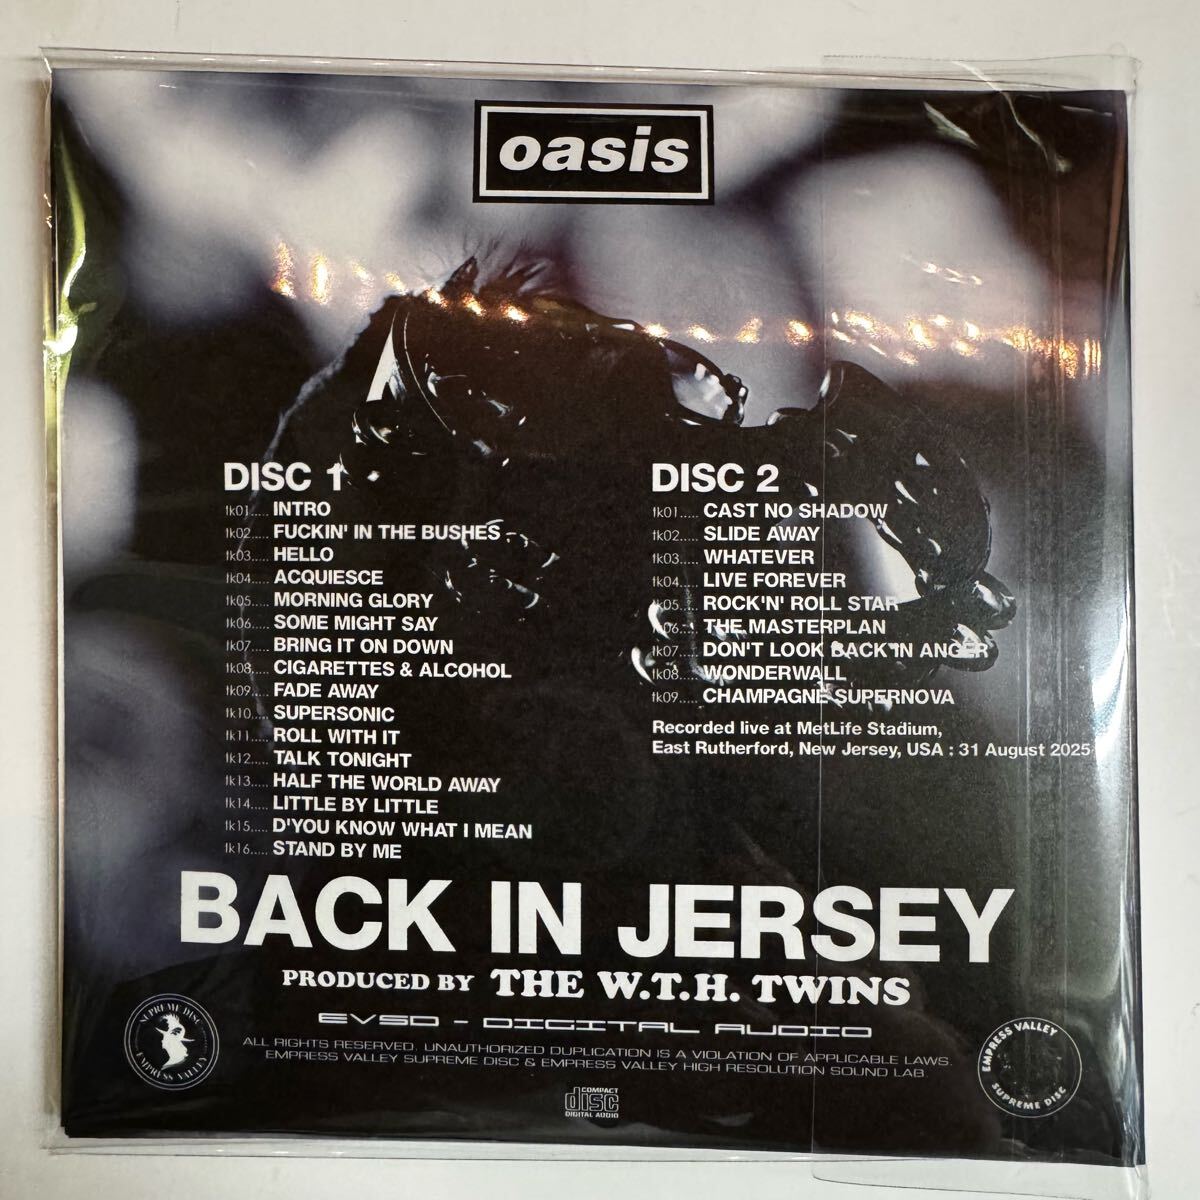 oasis
DISC 1
tk01..... INTRO
tk02..... FUCKIN' IN THE BUSHES
tk03..... HELLO
tk04..... ACQUIESCE
tk05..... MORNING GLORY
tk06..... SOME MIGHT SAY
tk07..... BRING IT ON DOWN
tk08..... CIGARETTES & ALCOHOL
tk09..... FADE AWAY
tk10..... SUPERSONIC
tk11..... ROLL WITH IT
tk12..... TALK TONIGHT
tk13..... HALF THE WORLD AWAY
tk14..... LITTLE BY LITTLE
tk15..... D'YOU KNOW WHAT I MEAN
tk16..... STAND BY ME
DISC 2
tk01..... CAST NO SHADOW
tk02..... SLIDE AWAY
tk03..... WHATEVER
tk04..... LIVE FOREVER
tk05..... ROCK'N' ROLL STAR
tk06..... THE MASTERPLAN
tk07..... DON'T LOOK BACK IN ANGER
tk08..... WONDERWALL
tk09..... CHAMPAGNE SUPERNOVA
Recorded live at MetLife Stadium,
East Rutherford, New Jersey, USA : 31 August 2025
BACK IN JERSEY
PRODUCED BY THE W.T.H. TWINS
EVSD - DIGITAL AUDIO
ALL RIGHTS RESERVED. UNAUTHORIZED DUPLICATION IS A VIOLATION OF APPLICABLE LAWS.
EMPRESS VALLEY SUPREME DISC & EMPRESS VALLEY HIGH RESOLUTION SOUND LAB.
SUPREME DISC
EMPRESS VALLEY
COMPACT
disc
DIGITAL AUDIO
EMPRESS VALLEY
SUPREME DISC